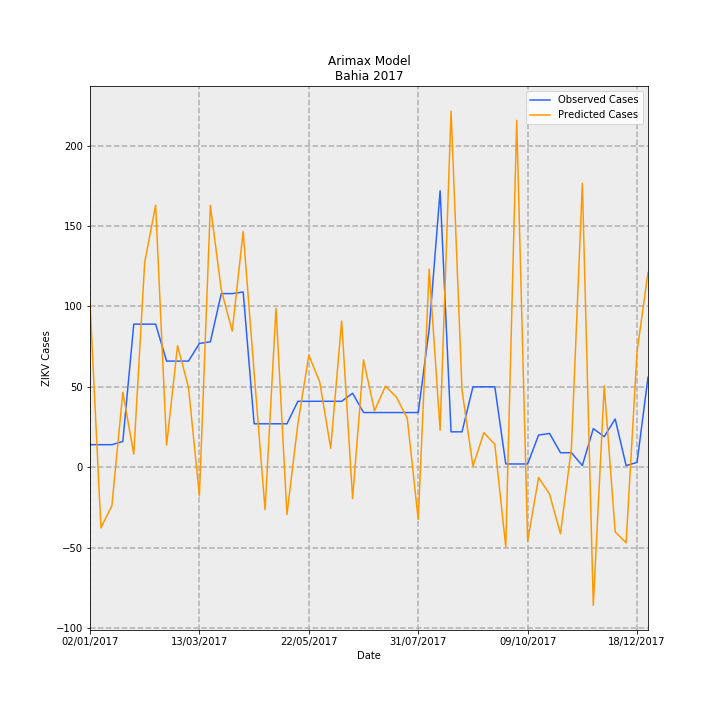 Arimax Model
Bahia 2017
Observed Cases
Predicted Cases
ZIKV Cases
200
150
100
50
0
−50
−100
02/01/2017 13/03/2017 22/05/2017 31/07/2017 09/10/2017 18/12/2017
Date